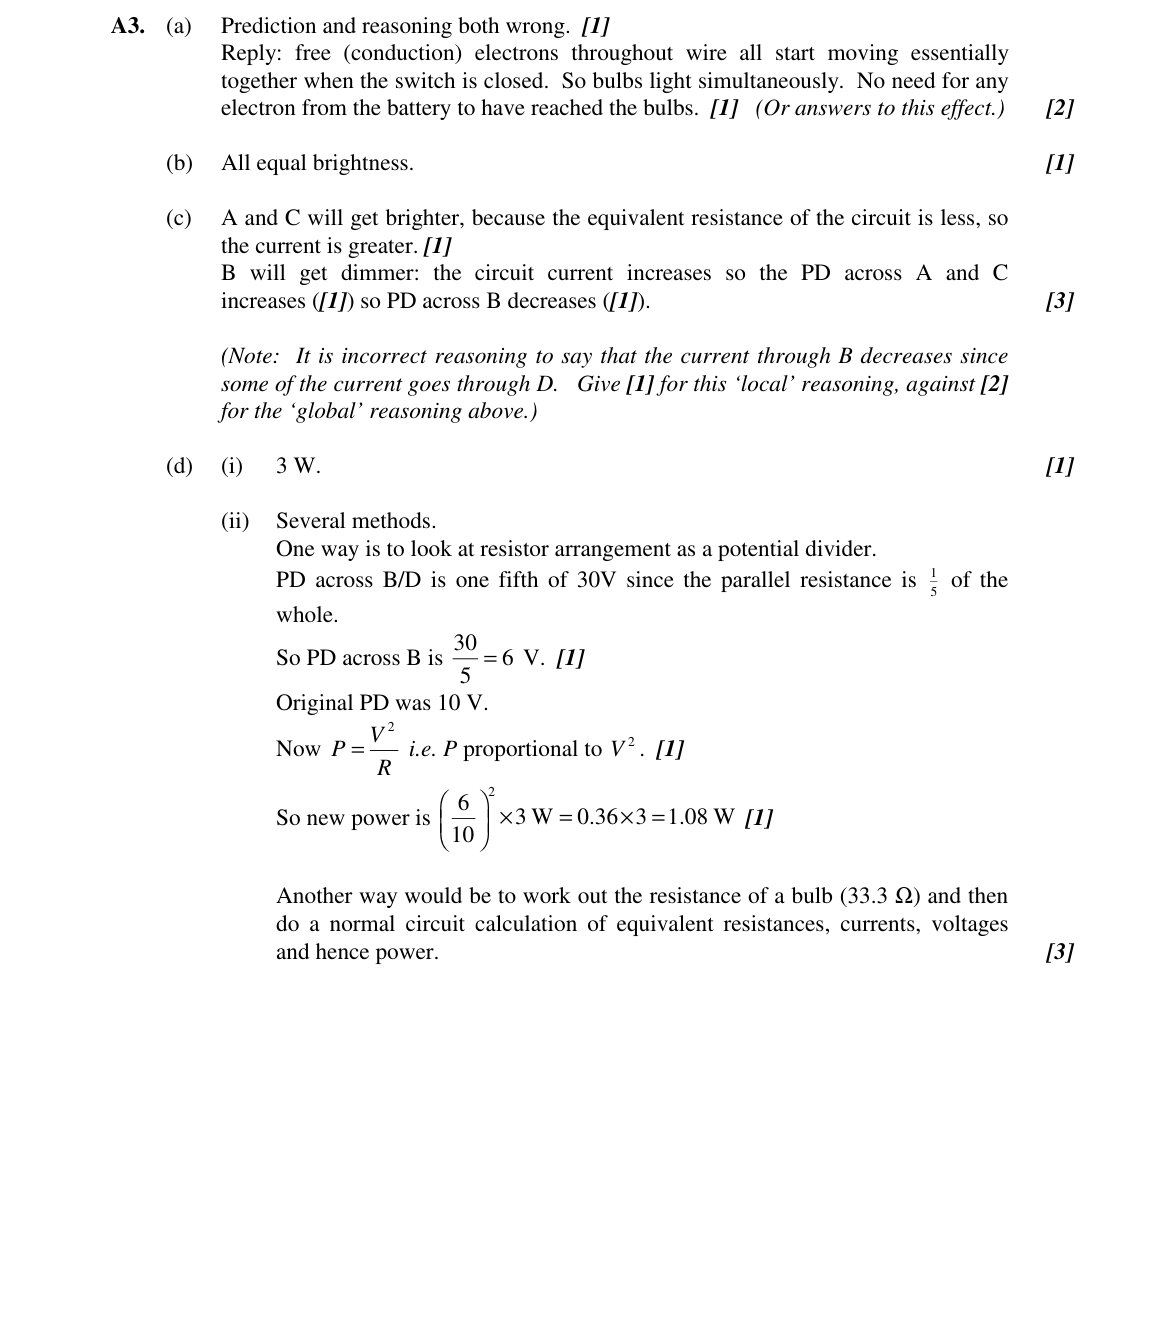 A3. (a) Prediction and reasoning both wrong. [1]
Reply: free (conduction) electrons throughout wire all start moving essentially
together when the switch is closed. So bulbs light simultaneously. No need for any
electron from the battery to have reached the bulbs. [1] (Or answers to this effect.) [2]
(b) All equal brightness. [1]
(c) A and C will get brighter, because the equivalent resistance of the circuit is less, so
the current is greater. [1]
B will get dimmer: the circuit current increases so the PD across A and C
increases ([1]) so PD across B decreases ([1]). [3]
(Note: It is incorrect reasoning to say that the current through B decreases since
some of the current goes through D. Give [1] for this ‘local’ reasoning, against [2]
for the ‘global’ reasoning above.)
(d) (i) 3 W. [1]
(ii) Several methods.
One way is to look at resistor arrangement as a potential divider.
PD across B/D is one fifth of 30V since the parallel resistance is 1/5 of the
whole.
So PD across B is 30/5 = 6 V. [1]
Original PD was 10 V.
Now P = V²/R i.e. P proportional to V². [1]
So new power is (6/10)² × 3 W = 0.36×3 = 1.08 W [1]
Another way would be to work out the resistance of a bulb (33.3 Ω) and then
do a normal circuit calculation of equivalent resistances, currents, voltages
and hence power. [3]